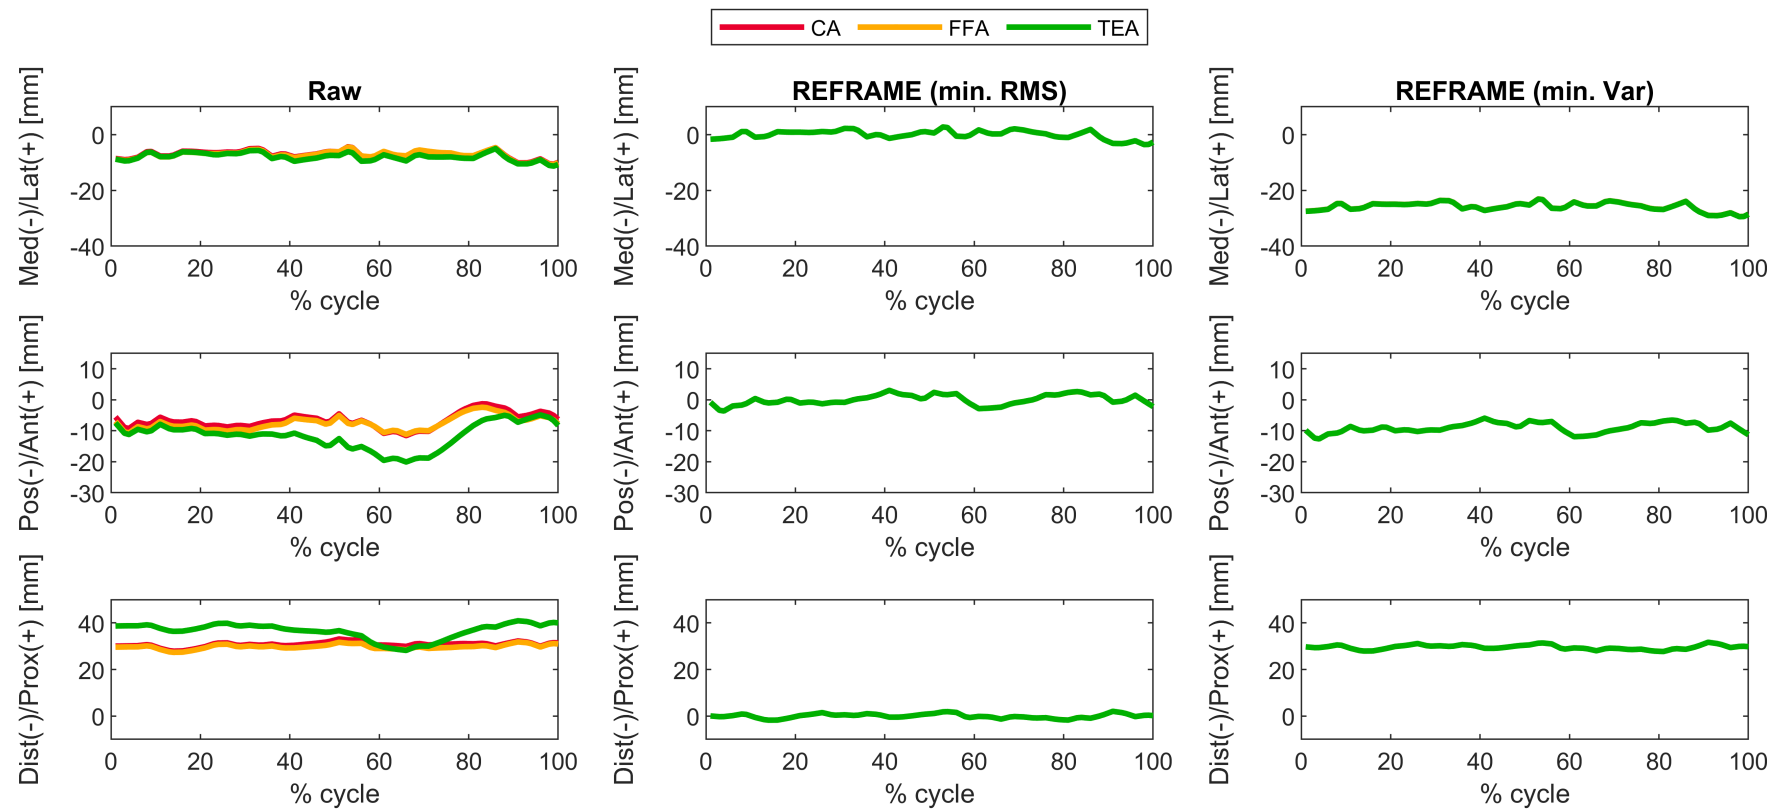 CA FFA TEA
Raw REFRAME (min. RMS) REFRAME (min. Var)
Med(-)/Lat(+) [mm] Med(-)/Lat(+) [mm] Med(-)/Lat(+) [mm]
0 0 0
-20 -20 -20
-40 -40 -40
0 20 40 60 80 100 0 20 40 60 80 100 0 20 40 60 80 100
% cycle % cycle % cycle
Pos(-)/Ant(+) [mm] Pos(-)/Ant(+) [mm] Pos(-)/Ant(+) [mm]
10 10 10
0 0 0
-10 -10 -10
-20 -20 -20
-30 -30 -30
0 20 40 60 80 100 0 20 40 60 80 100 0 20 40 60 80 100
% cycle % cycle % cycle
Dist(-)/Prox(+) [mm] Dist(-)/Prox(+) [mm] Dist(-)/Prox(+) [mm]
40 40 40
20 20 20
0 0 0
0 20 40 60 80 100 0 20 40 60 80 100 0 20 40 60 80 100
% cycle % cycle % cycle